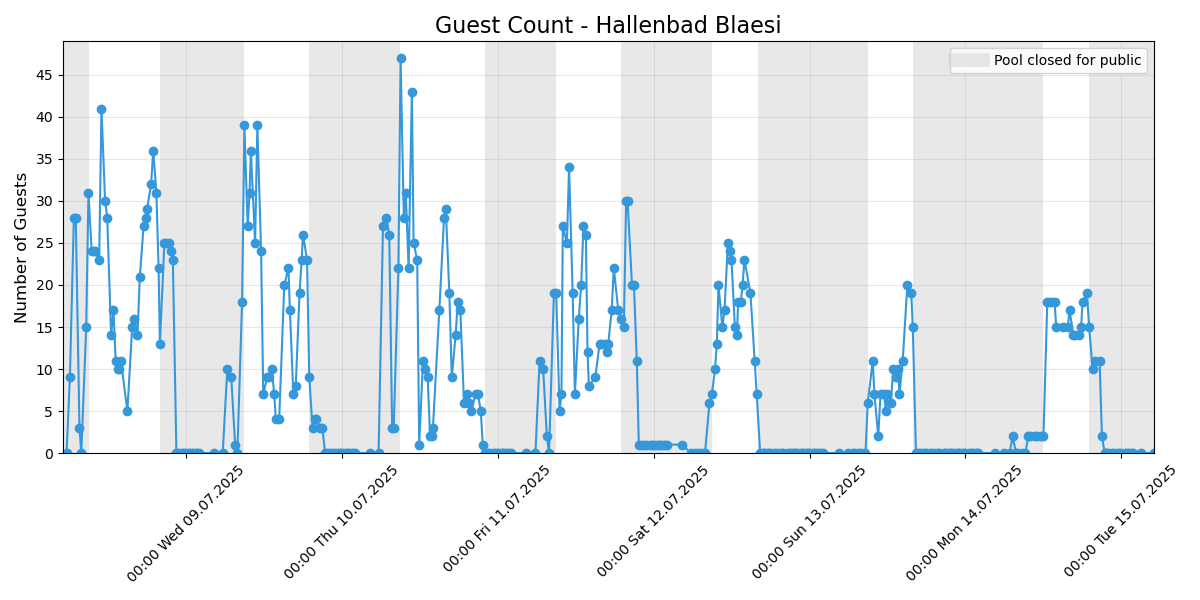 Guest Count - Hallenbad Blaesi
Pool closed for public
Number of Guests
45
40
35
30
25
20
15
10
5
0
00:00 Wed 09.07.2025
00:00 Thu 10.07.2025
00:00 Fri 11.07.2025
00:00 Sat 12.07.2025
00:00 Sun 13.07.2025
00:00 Mon 14.07.2025
00:00 Tue 15.07.2025